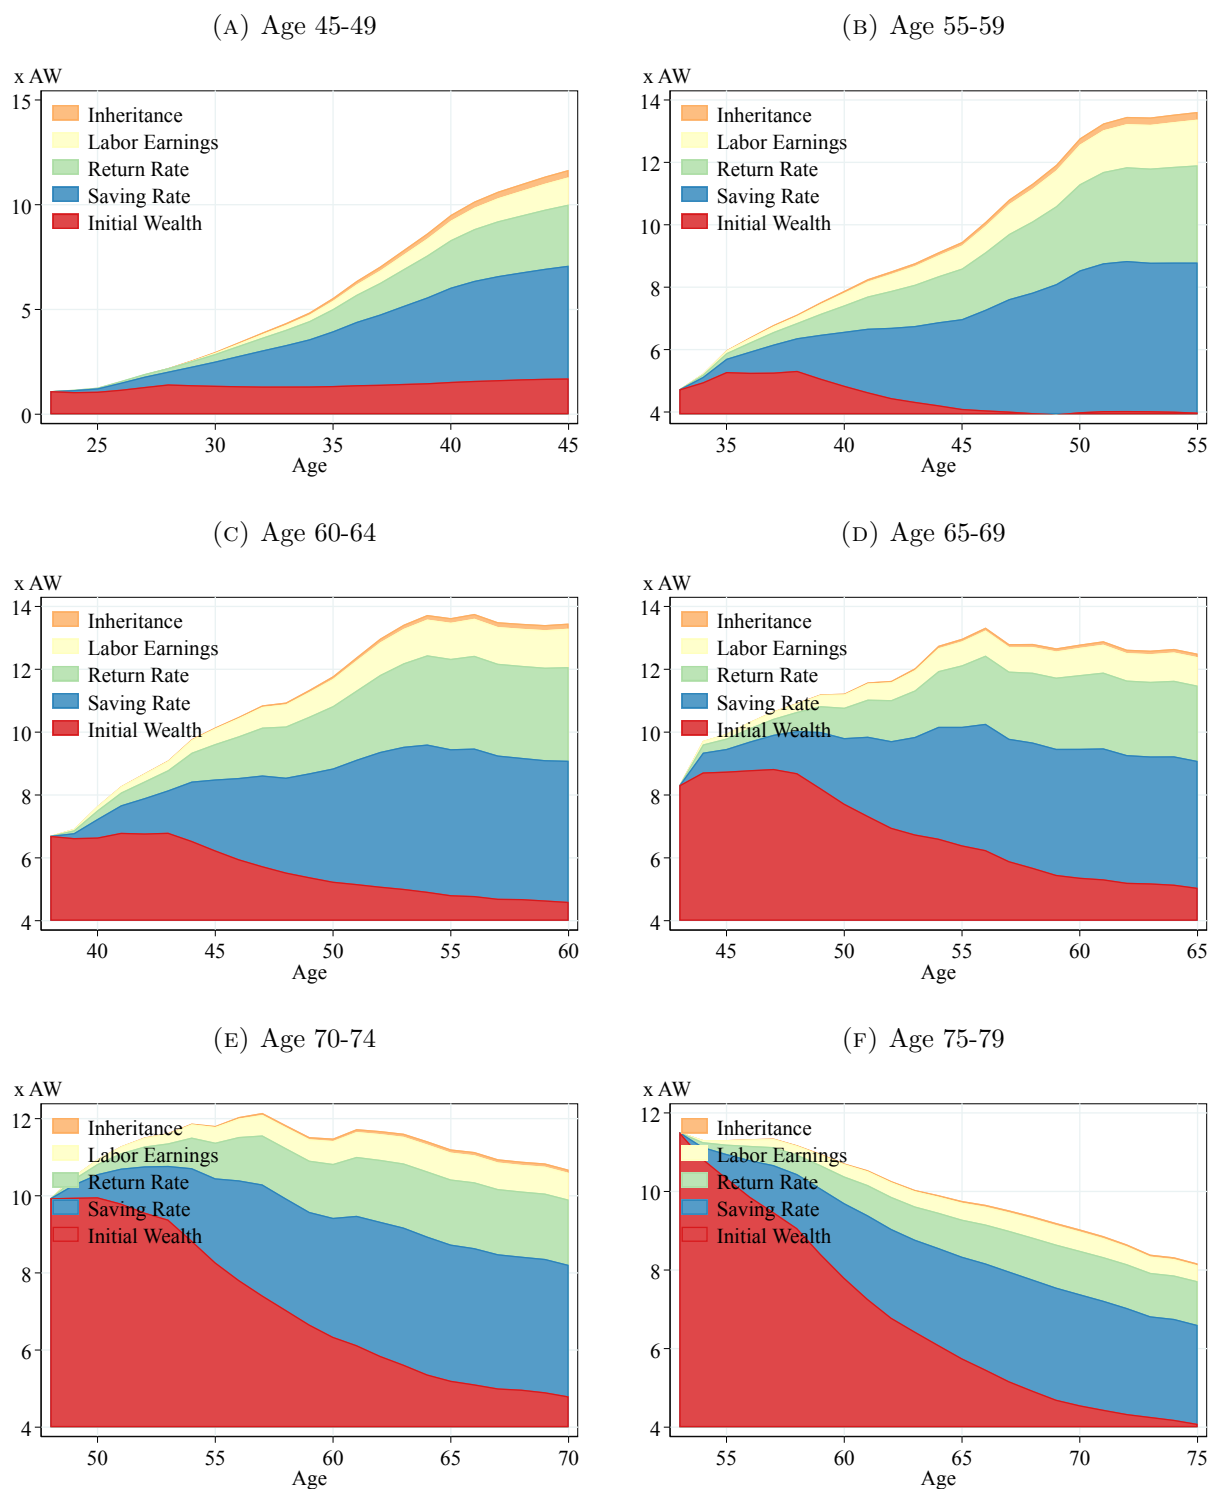 (A) Age 45-49
x AW
15
10
5
0
Inheritance
Labor Earnings
Return Rate
Saving Rate
Initial Wealth
25 30 35 40 45
Age
(B) Age 55-59
x AW
14
12
10
8
6
4
Inheritance
Labor Earnings
Return Rate
Saving Rate
Initial Wealth
35 40 45 50 55
Age
(C) Age 60-64
x AW
14
12
10
8
6
4
Inheritance
Labor Earnings
Return Rate
Saving Rate
Initial Wealth
40 45 50 55 60
Age
(D) Age 65-69
x AW
14
12
10
8
6
4
Inheritance
Labor Earnings
Return Rate
Saving Rate
Initial Wealth
45 50 55 60 65
Age
(E) Age 70-74
x AW
12
10
8
6
4
Inheritance
Labor Earnings
Return Rate
Saving Rate
Initial Wealth
50 55 60 65 70
Age
(F) Age 75-79
x AW
12
10
8
6
4
Inheritance
Labor Earnings
Return Rate
Saving Rate
Initial Wealth
55 60 65 70 75
Age